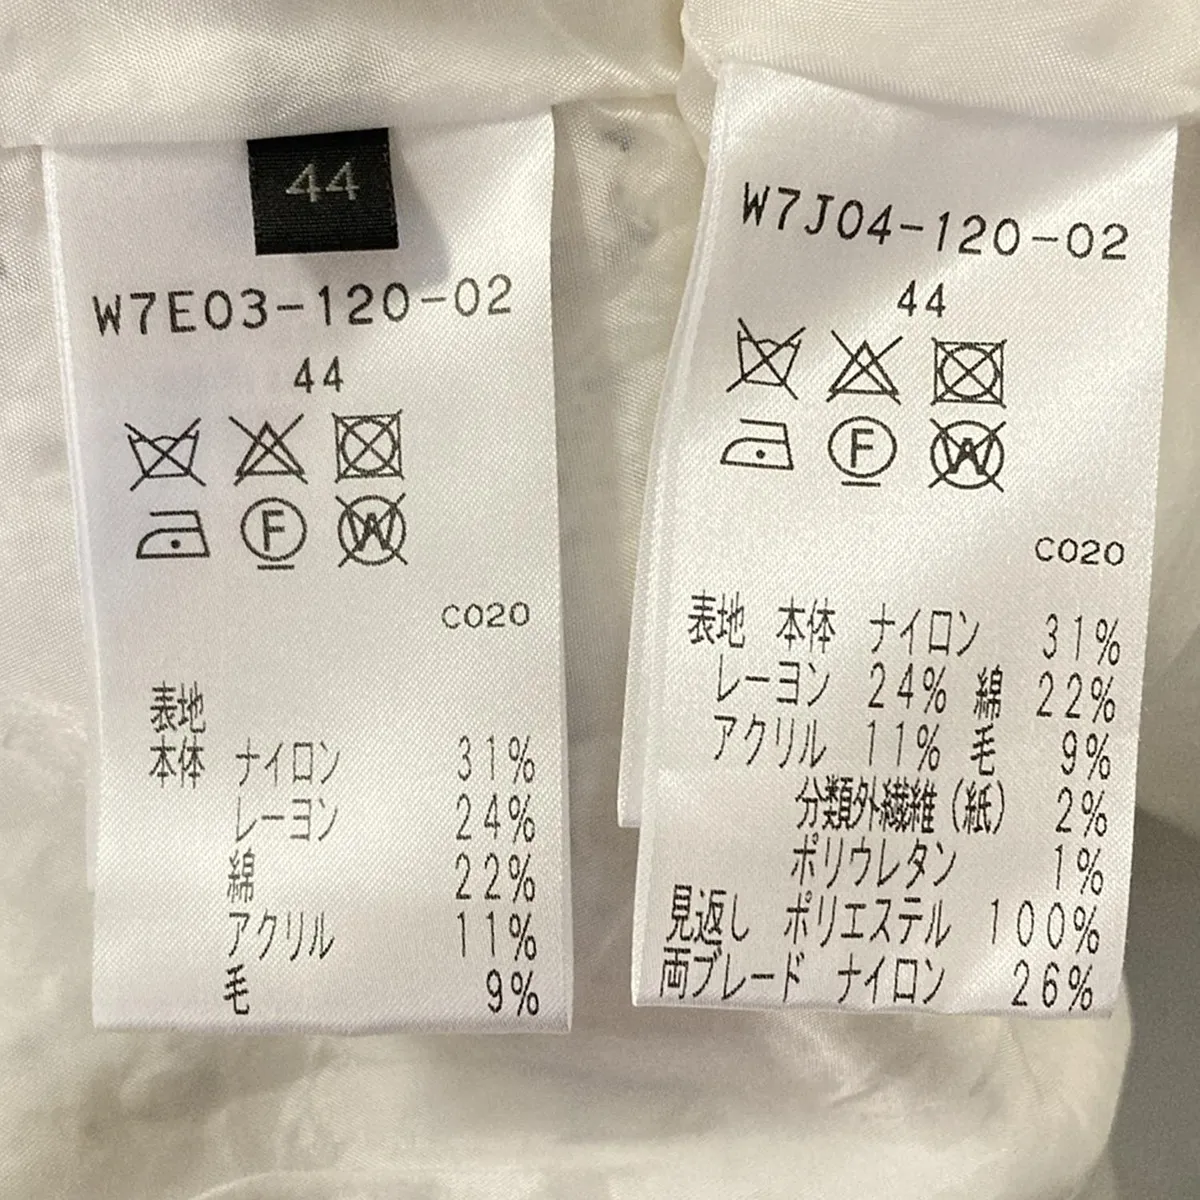 44
W7E03-120-02
44
F W
C020
表地
本体 ナイロン 31%
レーヨン 24%
綿 22%
アクリル 11%
毛 9%
W7J04-120-02
44
F W
C020
表地 本体 ナイロン 31%
レーヨン 24% 綿 22%
アクリル 11% 毛 9%
分類外繊維(紙) 2%
ポリウレタン 1%
見返し ポリエステル 100%
両ブレード ナイロン 26%